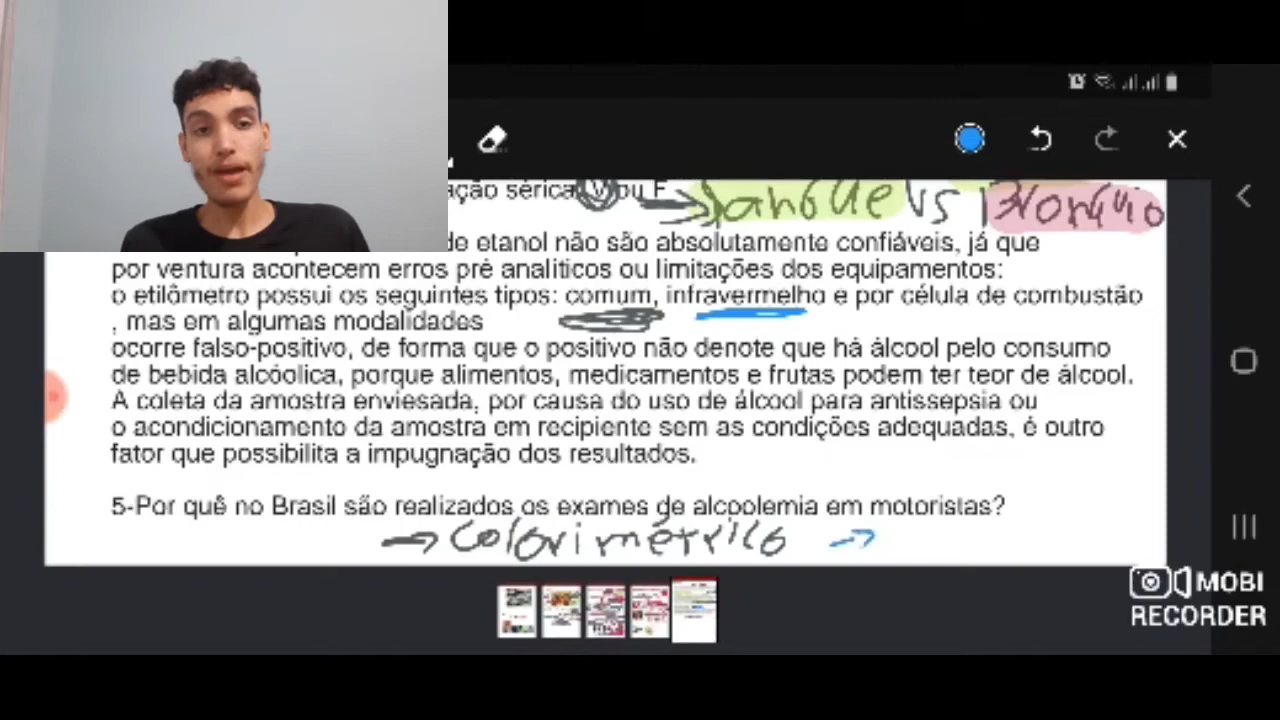 ação sérica. V ou F → Sangue vs Bronquio
de etanol não são absolutamente confiáveis, já que
por ventura acontecem erros pré analíticos ou limitações dos equipamentos:
o etilômetro possui os seguintes tipos: comum, infravermelho e por célula de combustão
, mas em algumas modalidades
ocorre falso-positivo, de forma que o positivo não denote que há álcool pelo consumo
de bebida alcóolica, porque alimentos, medicamentos e frutas podem ter teor de álcool.
A coleta da amostra enviesada, por causa do uso de álcool para antissepsia ou
o acondicionamento da amostra em recipiente sem as condições adequadas, é outro
fator que possibilita a impugnação dos resultados.
5-Por quê no Brasil são realizados os exames de alcoolemia em motoristas?
→ Colorimétrico →
MOBI
RECORDER